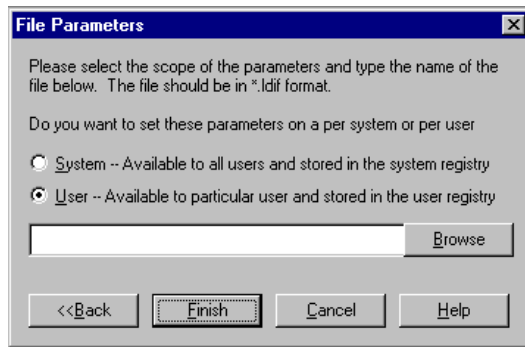 File Parameters
Please select the scope of the parameters and type the name of the
file below. The file should be in *.ldif format.
Do you want to set these parameters on a per system or per user
System -- Available to all users and stored in the system registry
User -- Available to particular user and stored in the user registry
Browse
<<Back Finish Cancel Help